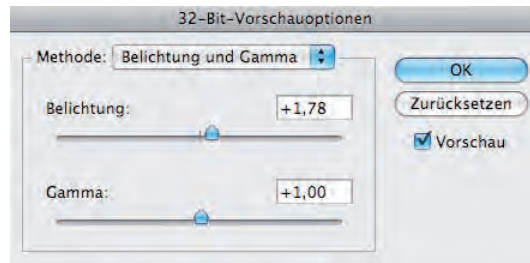 32-Bit-Vorschauoptionen
Methode: Belichtung und Gamma
OK
Belichtung: +1,78
Zurücksetzen
Vorschau
Gamma: +1,00